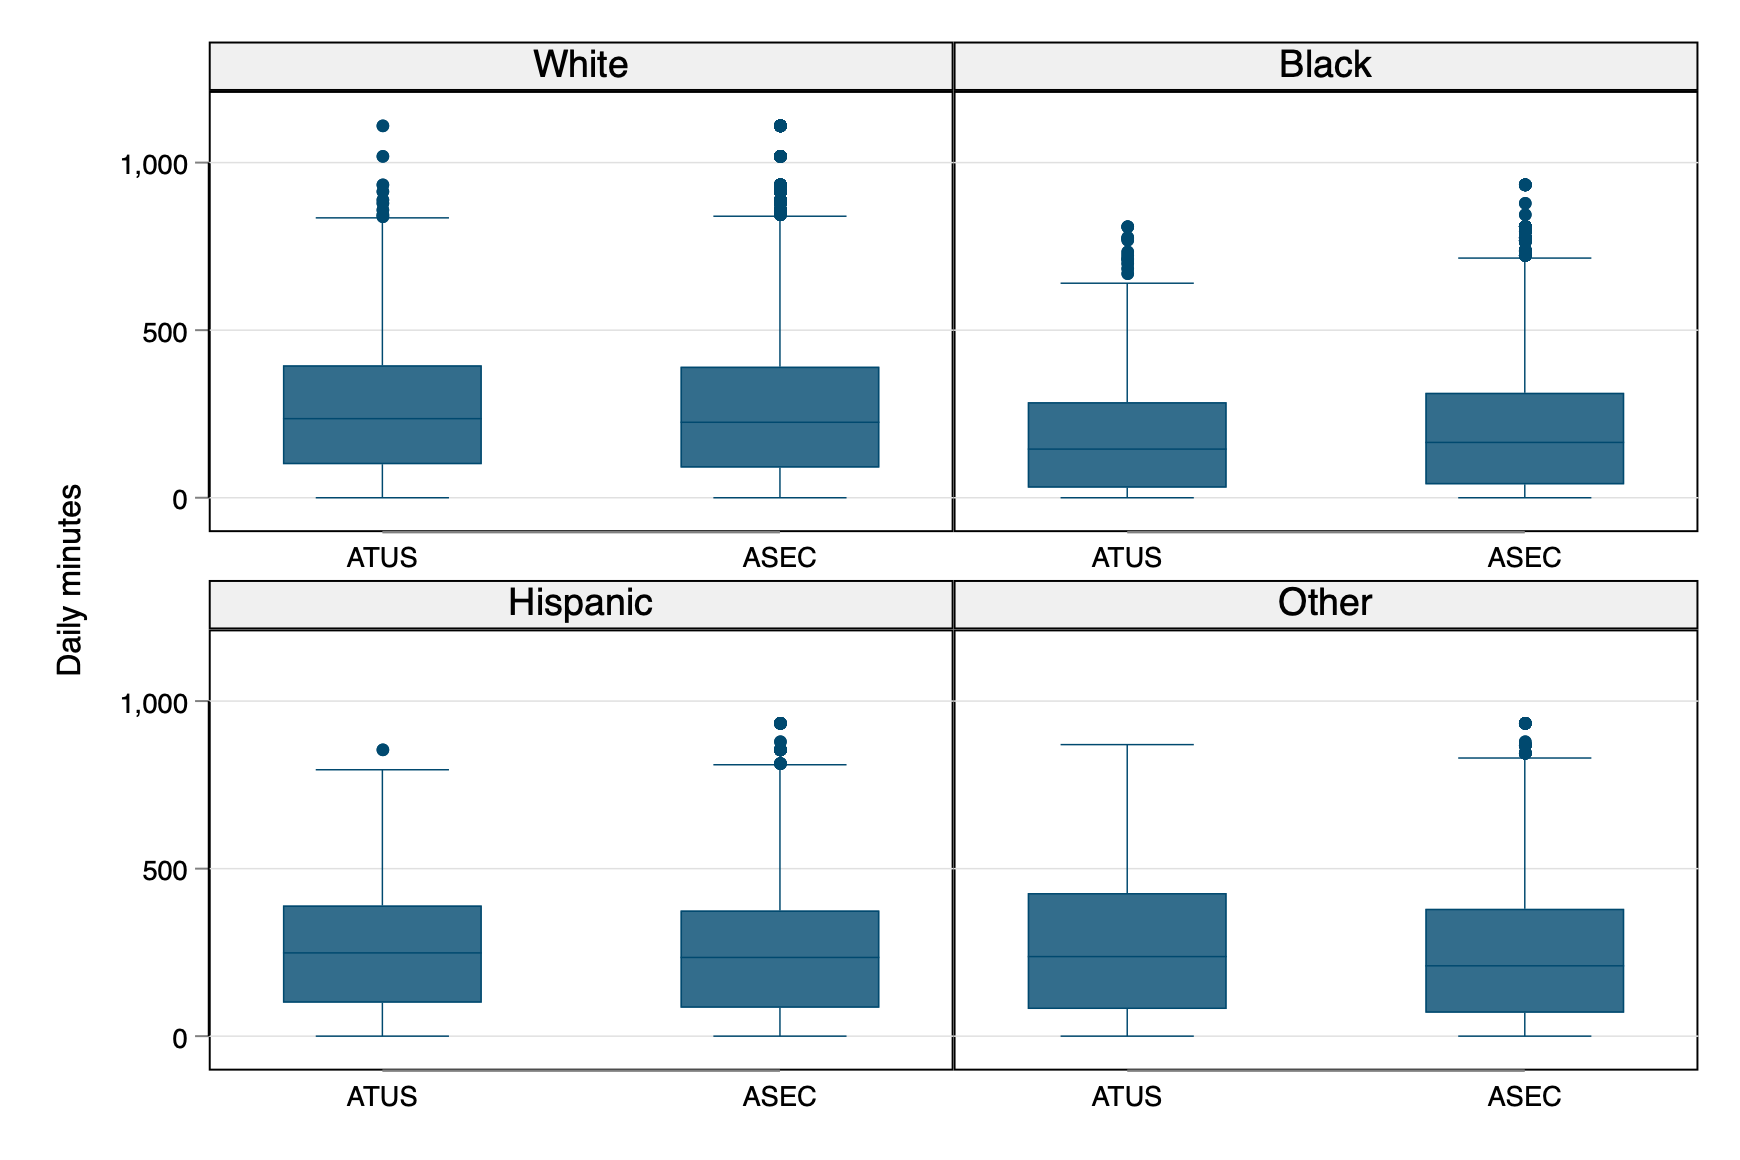 White
Black
1,000
500
0
ATUS
ASEC
ATUS
ASEC
Daily minutes
Hispanic
Other
1,000
500
0
ATUS
ASEC
ATUS
ASEC